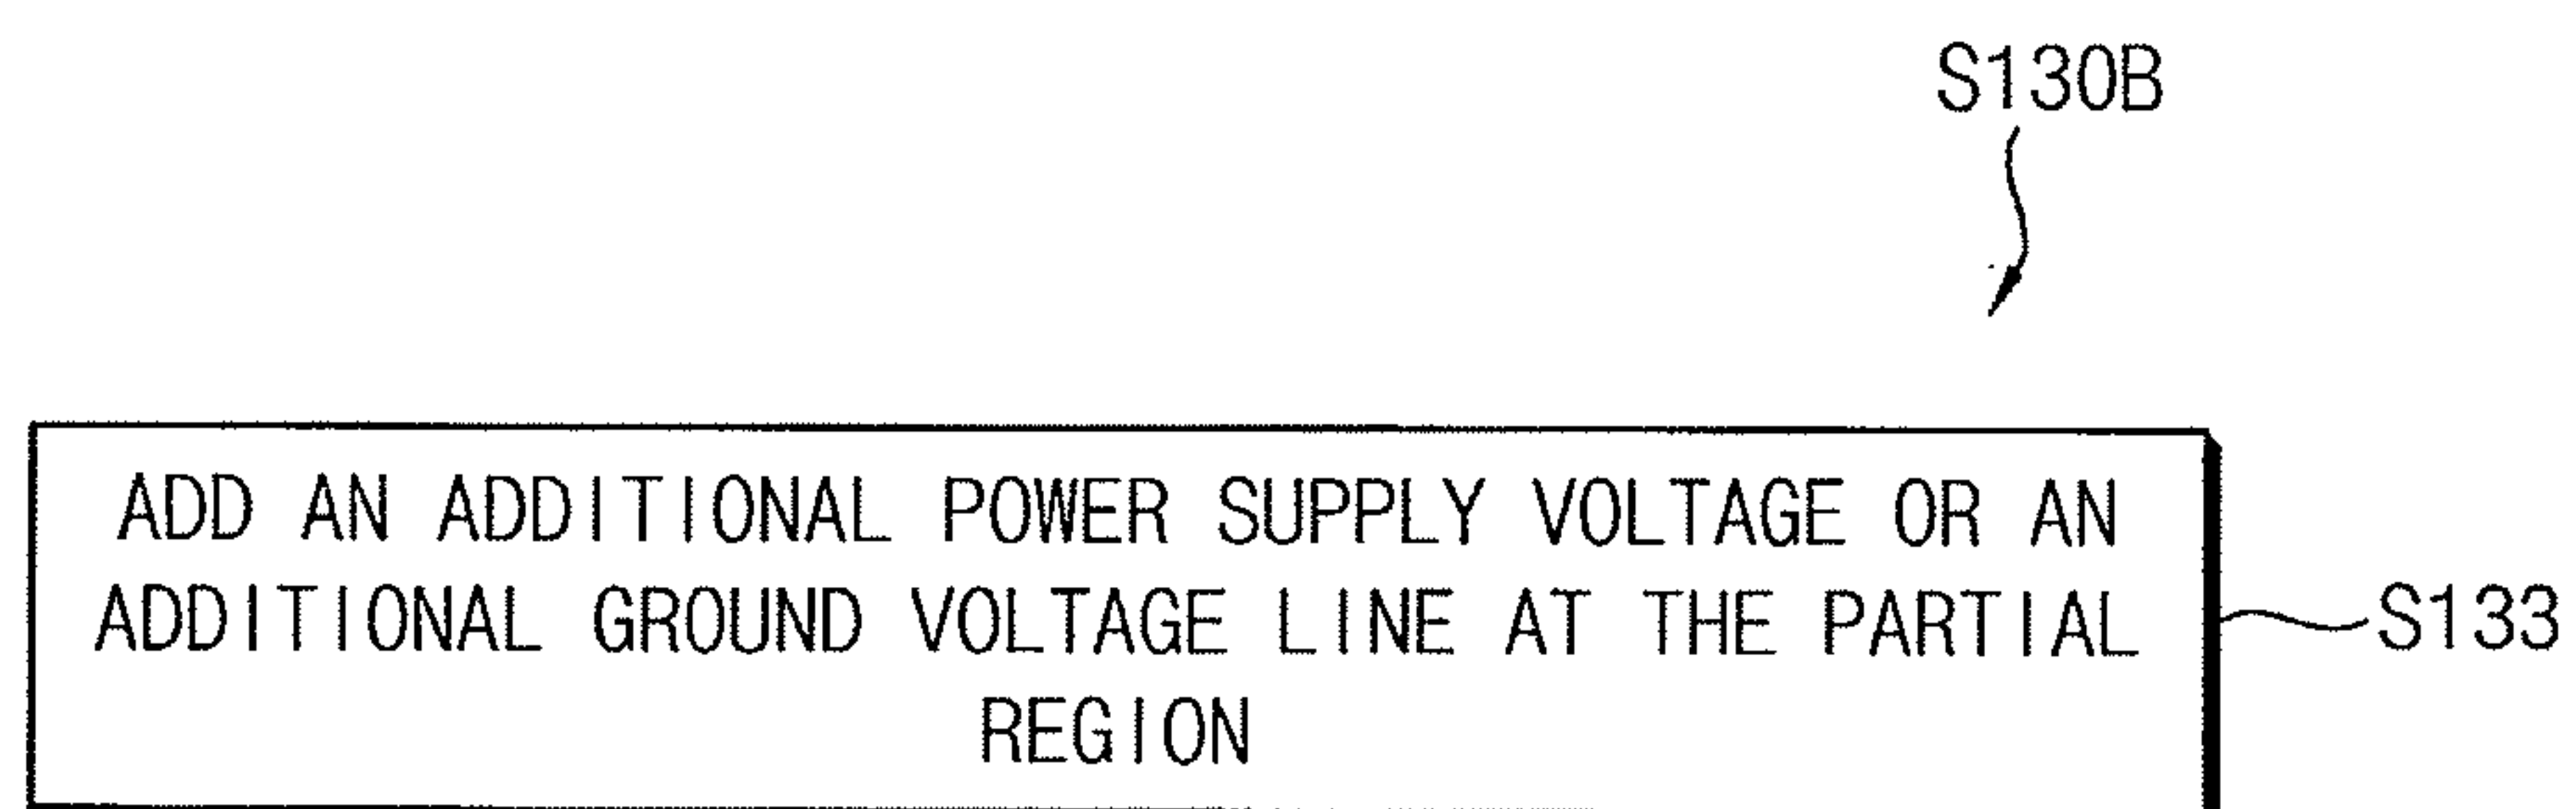 S130B
ADD AN ADDITIONAL POWER SUPPLY VOLTAGE OR AN
ADDITIONAL GROUND VOLTAGE LINE AT THE PARTIAL
REGION
S133